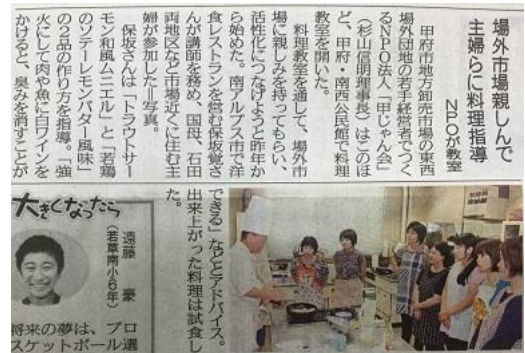 場外市場親しんで
主婦らに料理指導
NPOが教室
甲府市地方卸売市場の東西
場外団地の若手経営者でつく
るNPO法人「甲じゃん会」
（杉山信明理事長）はこのほ
ど、甲府・南西公民館で料理
教室を開いた。
料理教室を通して、場外市
場に親しみを持ってもらい、
活性化につなげようと昨年か
ら始めた。南アルプス市で洋
食レストランを営む保坂覚さ
んが講師を務め、国母、石田
両地区など市場近くに住む主
婦が参加した＝写真。
保坂さんは「トラウトサー
モン和風ムニエル」と「若鶏
のソテーレモンバター風味」
の2品の作り方を指導。「強
火にして肉や魚に白ワインを
かけると、臭みを消すことが
できる」などとアドバイス。
出来上がった料理は試食し
た。
大きくなったら
遠藤 豪
（若草南小6年）
将来の夢は、プロ
スケットボール選